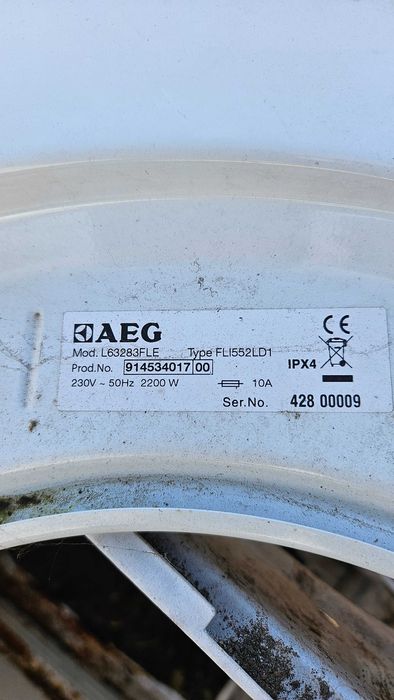 AEG
Mod. L63283FLE Type FLI552LD1
Prod.No. 914534017 00
230V ~ 50Hz 2200 W 10A
IPX4
Ser.No. 428 00009
CE